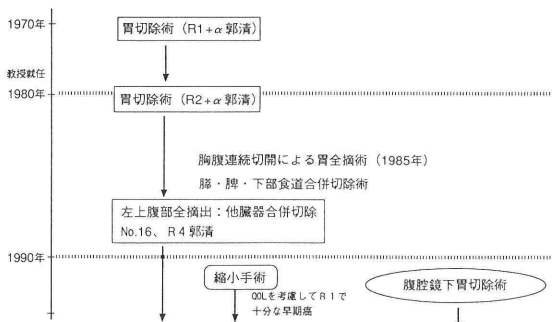 1970年
胃切除術 (R1+α 郭清)
教授就任
1980年
胃切除術 (R2+α 郭清)
胸腹連続切開による胃全摘術 (1985年)
膵・脾・下部食道合併切除術
左上腹部全摘出：他臓器合併切除
No.16、R4郭清
1990年
縮小手術
腹腔鏡下胃切除術
QOLを考慮してR1で
十分な早期癌